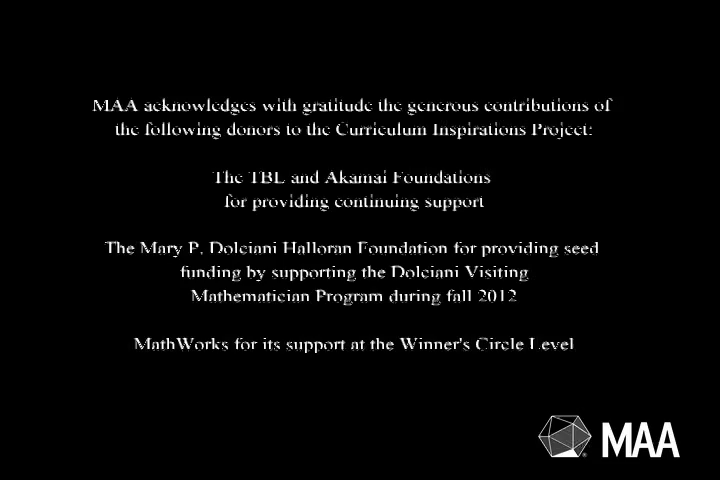 MAA acknowledges with gratitude the generous contributions of
the following donors to the Curriculum Inspirations Project:
The TBL and Akamai Foundations
for providing continuing support
The Mary P. Dolciani Halloran Foundation for providing seed
funding by supporting the Dolciani Visiting
Mathematician Program during fall 2012
MathWorks for its support at the Winner's Circle Level
MAA